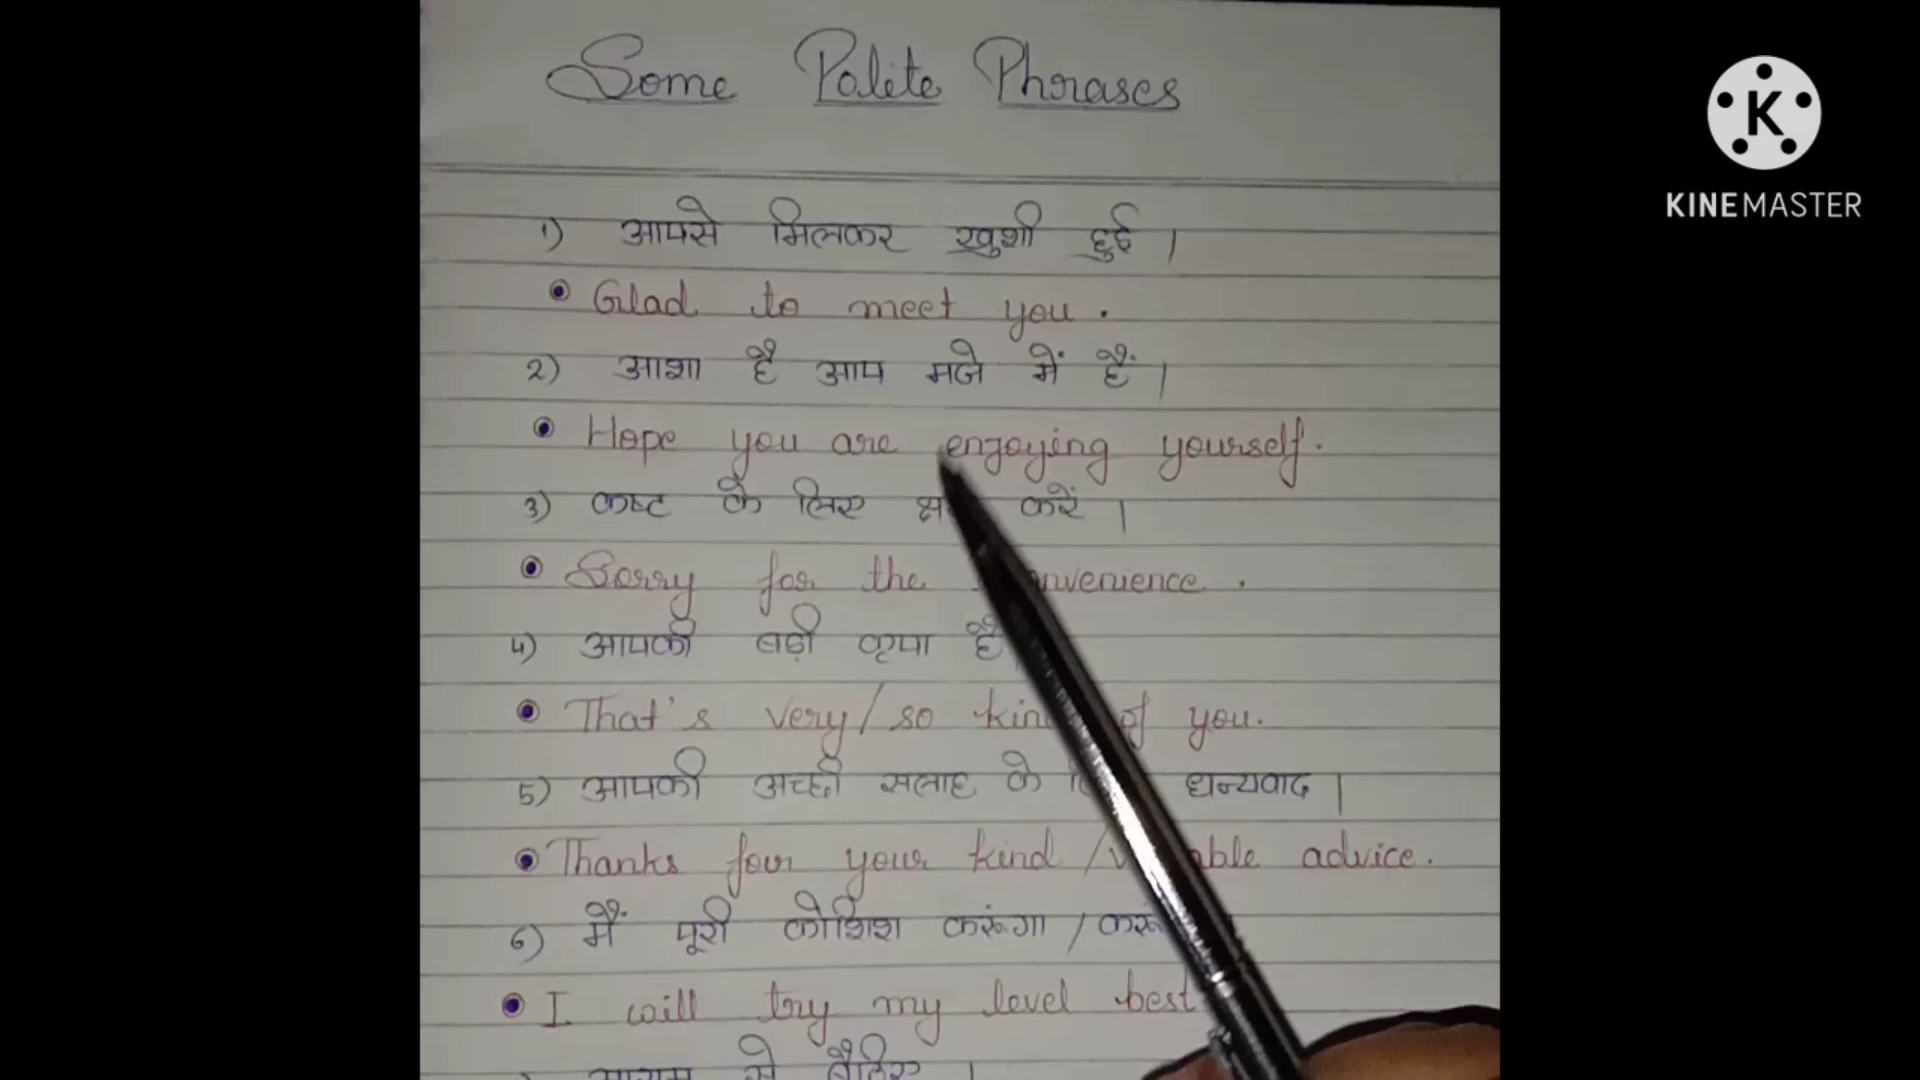 Some Polite Phrases
1) आपसे मिलकर खुशी हुई।
Glad to meet you.
2) आशा है आप मजे में हैं।
Hope you are enjoying yourself.
3) कष्ट के लिए करें।
Sorry for the
4) आपकी बड़ी कृपा है
That's very/so of you.
5) आपकी अच्छी सलाह के धन्यवाद।
Thanks for your kind / advice.
6) मैं पूरी कोशिश करूंगा /
I will try my level best
से बैठिए।
K
KINEMASTER